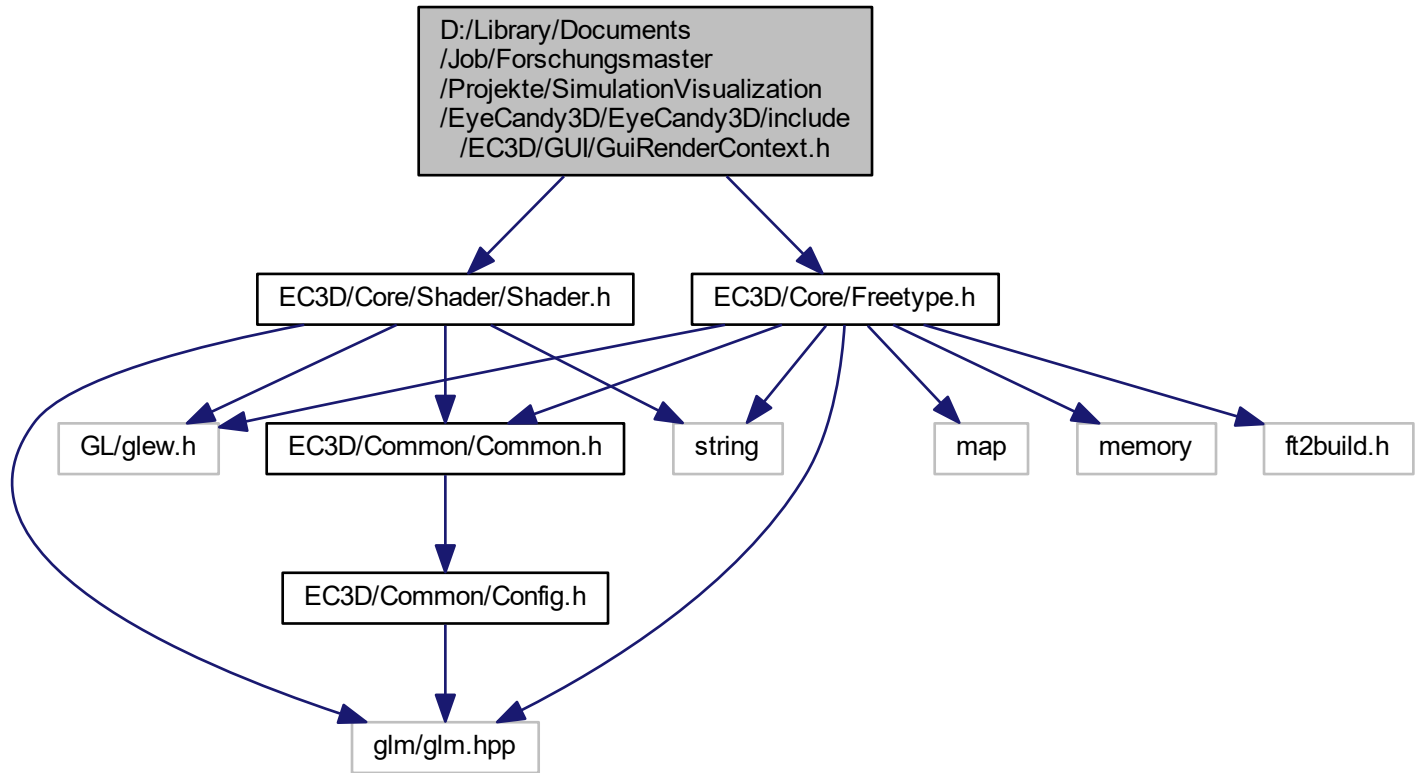 D:/Library/Documents
/Job/Forschungsmaster
/Projekte/SimulationVisualization
/EyeCandy3D/EyeCandy3D/include
/EC3D/GUI/GuiRenderContext.h
EC3D/Core/Shader/Shader.h
EC3D/Core/Freetype.h
GL/glew.h
EC3D/Common/Common.h
string
map
memory
ft2build.h
EC3D/Common/Config.h
glm/glm.hpp